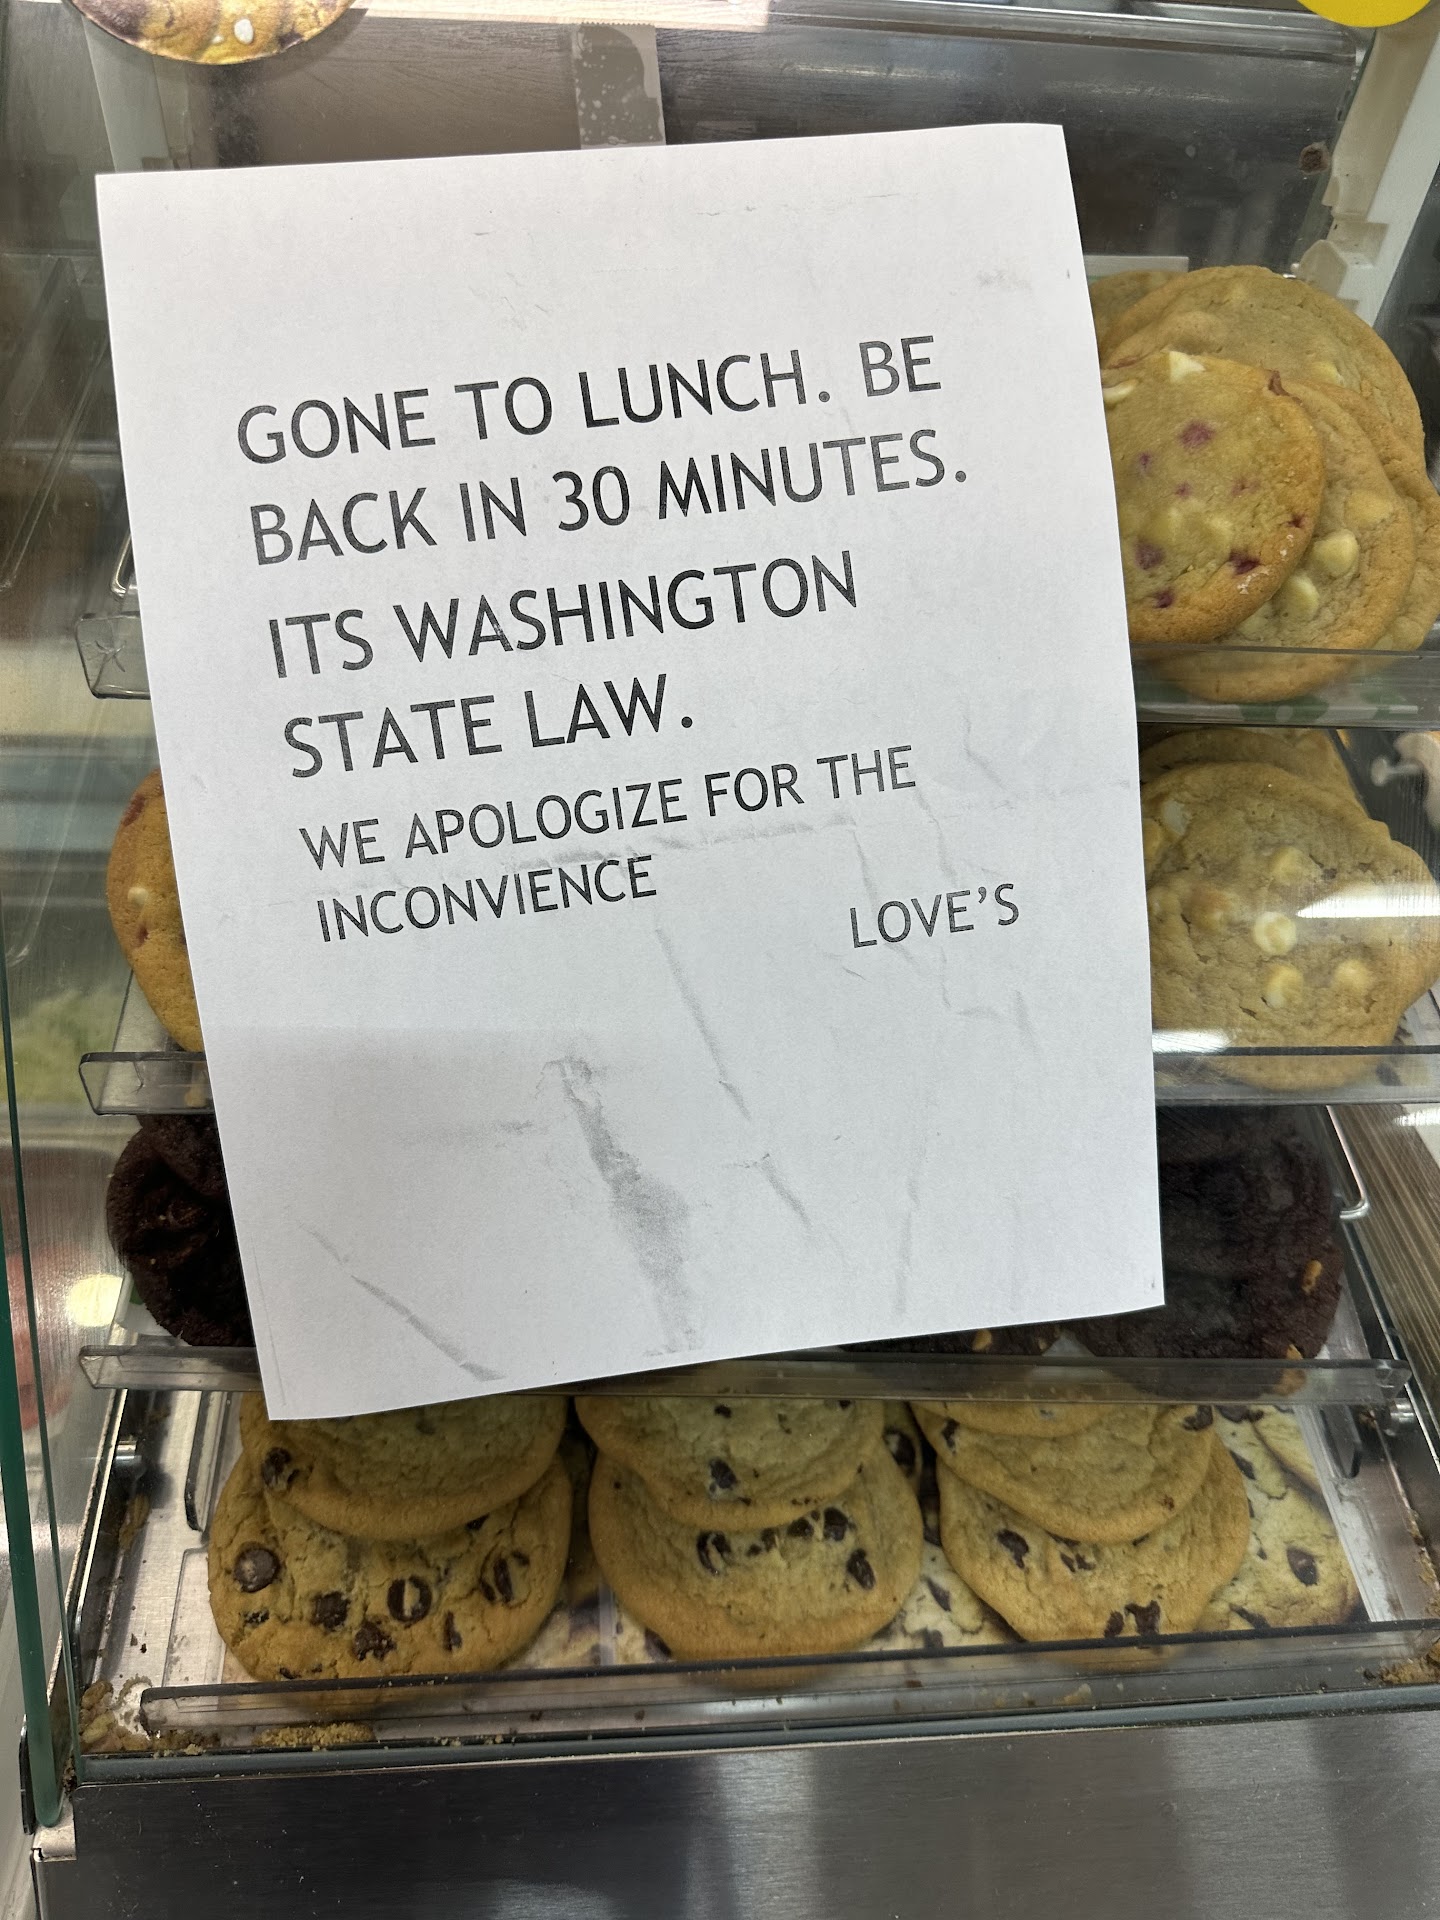 GONE TO LUNCH. BE
BACK IN 30 MINUTES.
ITS WASHINGTON
STATE LAW.
WE APOLOGIZE FOR THE
INCONVIENCE
LOVE'S